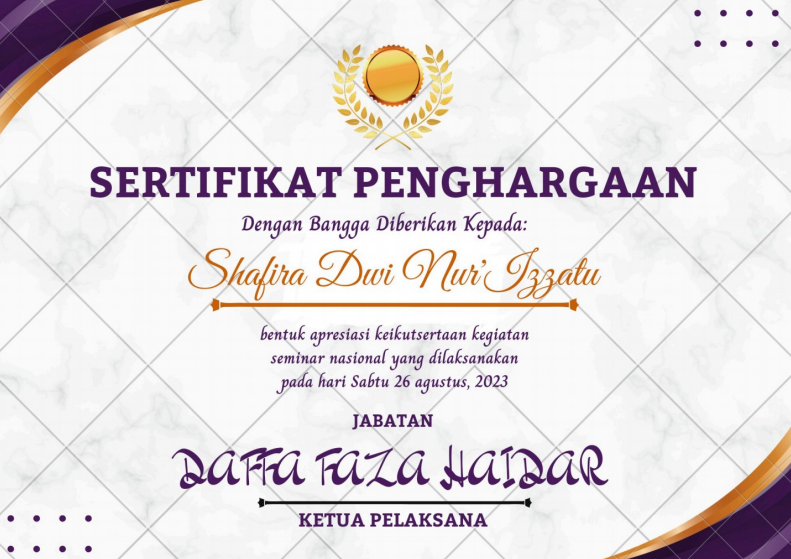 SERTIFIKAT PENGHARGAAN
Dengan Bangga Diberikan Kepada:
Shafira Dwi Nur'Izzatu
bentuk apresiasi keikutsertaan kegiatan
seminar nasional yang dilaksanakan
pada hari Sabtu 26 agustus, 2023
JABATAN
DAFFA FAZA HAIDAR
KETUA PELAKSANA